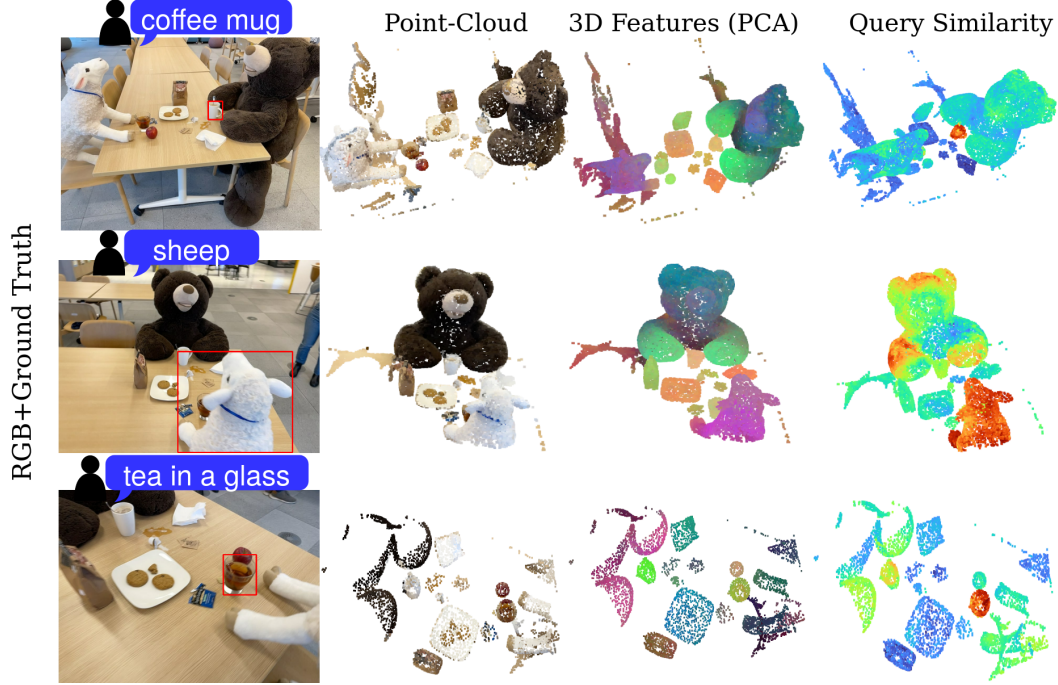 coffee mug
Point-Cloud
3D Features (PCA)
Query Similarity
RGB+Ground Truth
sheep
tea in a glass